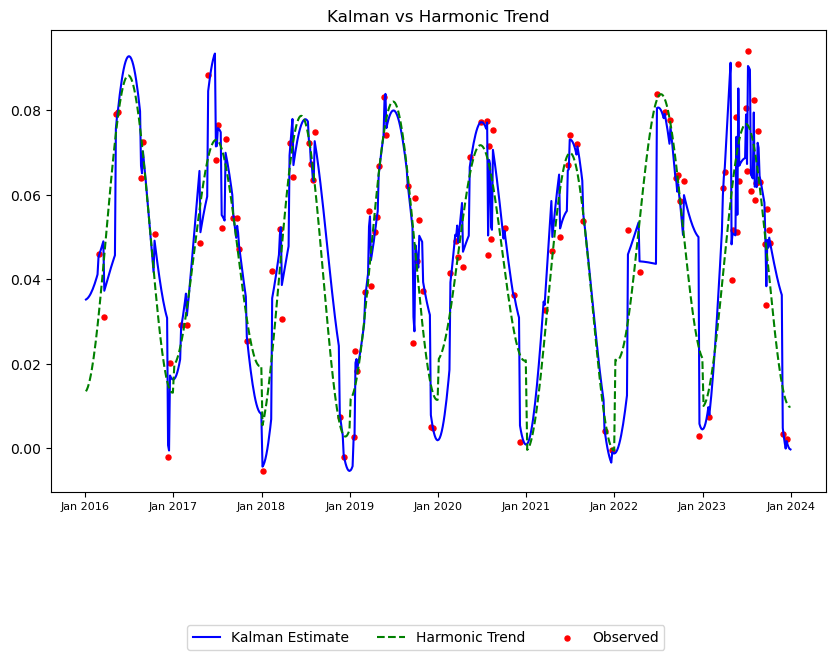 Kalman vs Harmonic Trend
0.08
0.06
0.04
0.02
0.00
Jan 2016 Jan 2017 Jan 2018 Jan 2019 Jan 2020 Jan 2021 Jan 2022 Jan 2023 Jan 2024
Kalman Estimate Harmonic Trend Observed